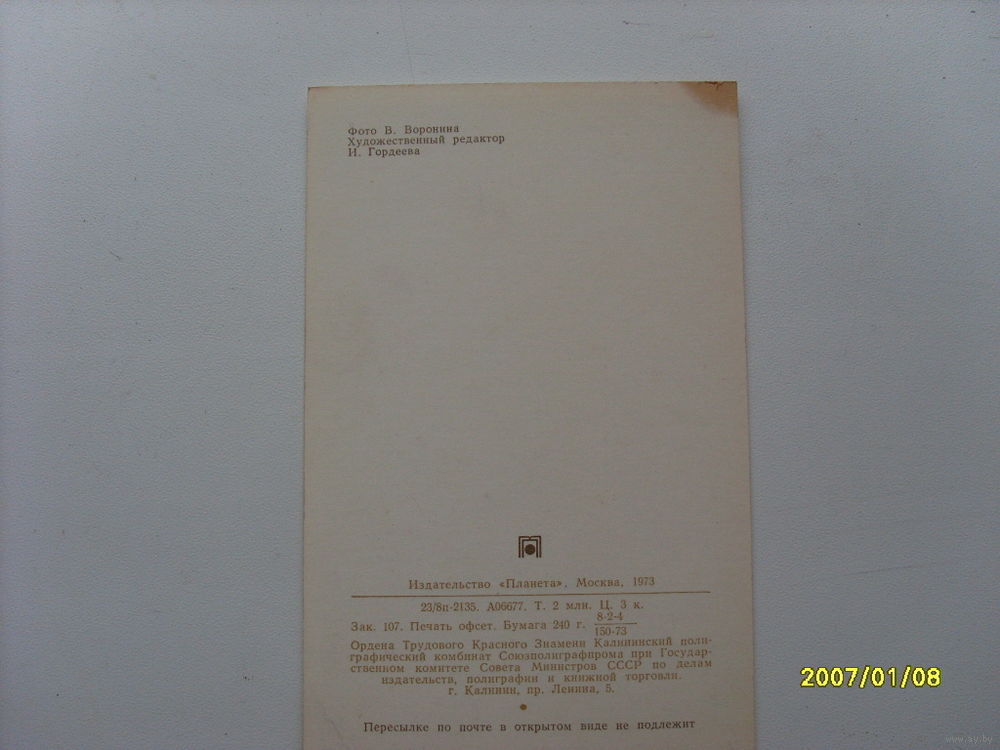 Фото В. Воронина
Художественный редактор
И. Гордеева
Издательство «Планета». Москва, 1973
23/8п-2135. А06677. Т. 2 млн. Ц. 3 к.
Зак. 107. Печать офсет. Бумага 240 г. 8-2-4
150-73
Ордена Трудового Красного Знамени Калининский поли-
графический комбинат Союзполиграфпрома при Государ-
ственном комитете Совета Министров СССР по делам
издательств, полиграфии и книжной торговли.
г. Калинин, пр. Ленина, 5.
Пересылке по почте в открытом виде не подлежит
2007/01/08
www.ay.by